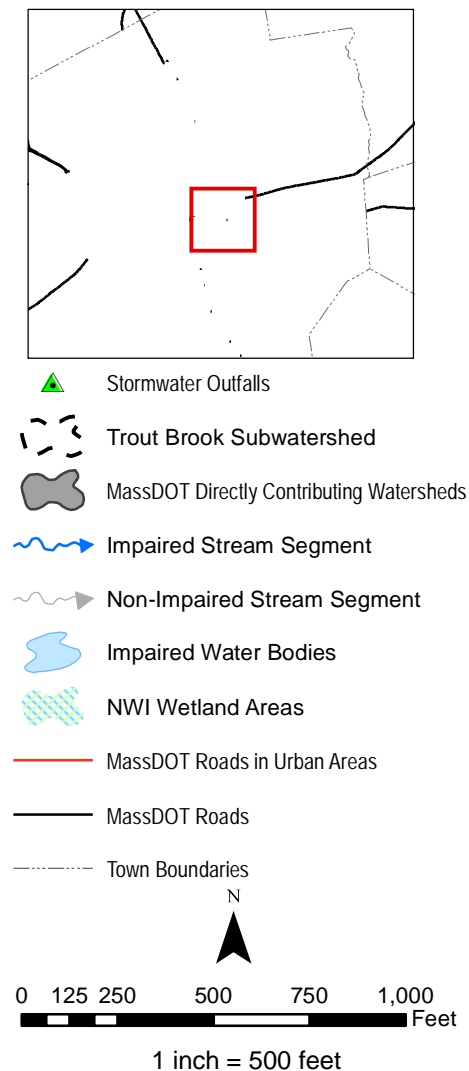 Stormwater Outfalls
Trout Brook Subwatershed
MassDOT Directly Contributing Watersheds
Impaired Stream Segment
Non-Impaired Stream Segment
Impaired Water Bodies
NWI Wetland Areas
MassDOT Roads in Urban Areas
MassDOT Roads
Town Boundaries
N
0 125 250 500 750 1,000
Feet
1 inch = 500 feet